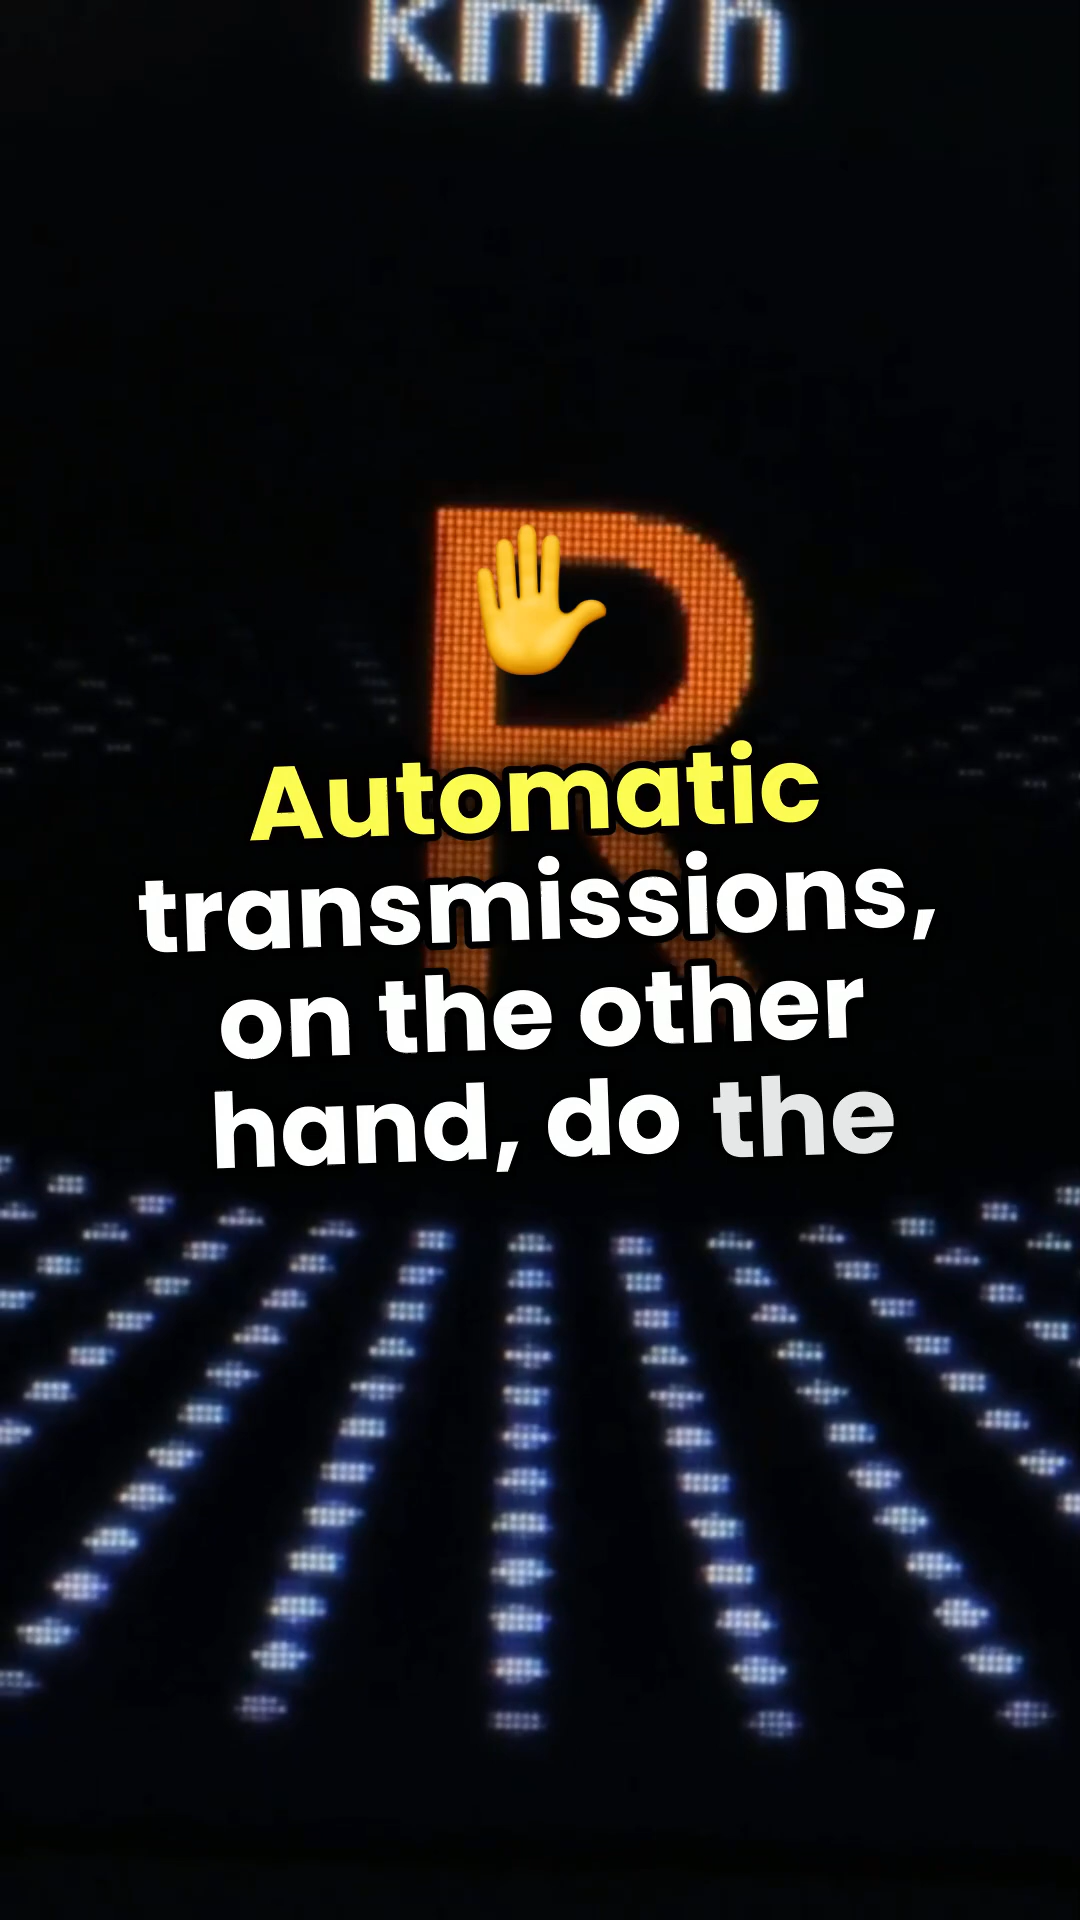 km/h
R
Automatic
transmissions,
on the other
hand, do the